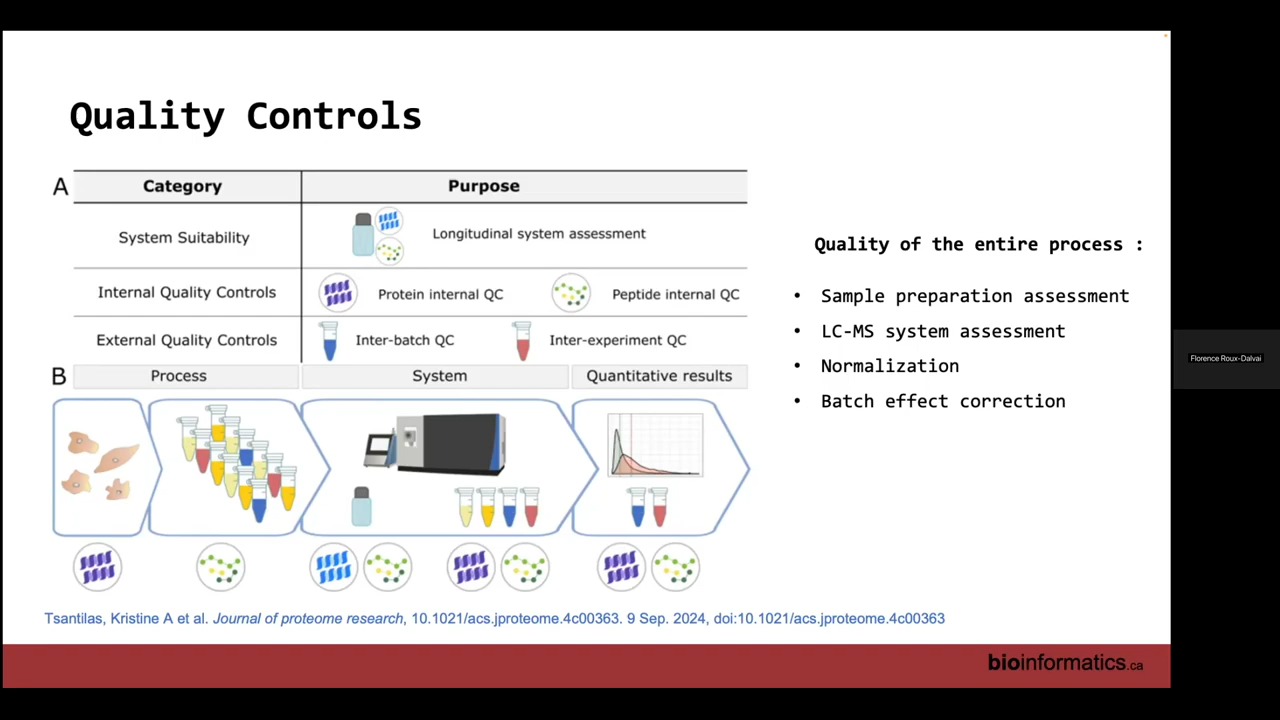 Quality Controls
A
Category
Purpose
System Suitability
Longitudinal system assessment
Internal Quality Controls
Protein internal QC
Peptide internal QC
External Quality Controls
Inter-batch QC
Inter-experiment QC
B
Process
System
Quantitative results
Quality of the entire process :
• Sample preparation assessment
• LC-MS system assessment
• Normalization
• Batch effect correction
Tsantilas, Kristine A et al. Journal of proteome research, 10.1021/acs.jproteome.4c00363. 9 Sep. 2024, doi:10.1021/acs.jproteome.4c00363
bioinformatics.ca
Florence Roux-Dalvai